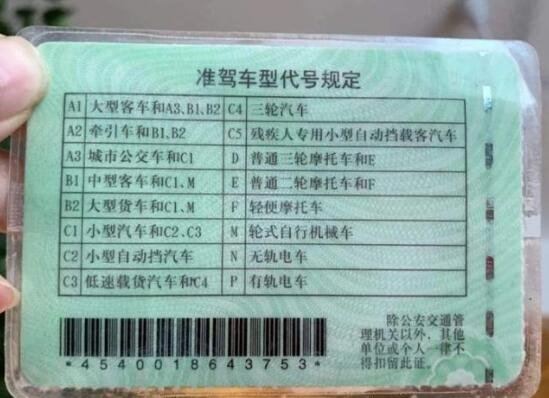 准驾车型代号规定
A1 大型客车和A3、B1、B2 C4 三轮汽车
A2 牵引车和B1、B2 C5 残疾人专用小型自动挡载客汽车
A3 城市公交车和C1 D 普通三轮摩托车和E
B1 中型客车和C1、M E 普通二轮摩托车和F
B2 大型货车和C1、M F 轻便摩托车
C1 小型汽车和C2、C3 M 轮式自行机械车
C2 小型自动挡汽车 N 无轨电车
C3 低速载货汽车和C4 P 有轨电车
*4540018643753*
除公安交通管
理机关以外，其他
单位或个人一律不
得扣留此证。